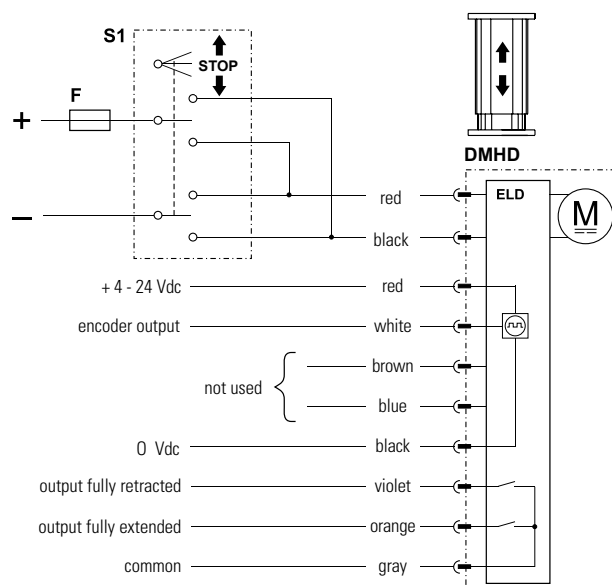 S1
STOP
F
+
–
DMHD
ELD
M
red
black
+ 4 - 24 Vdc red
encoder output white
brown
not used
blue
0 Vdc black
output fully retracted violet
output fully extended orange
common gray